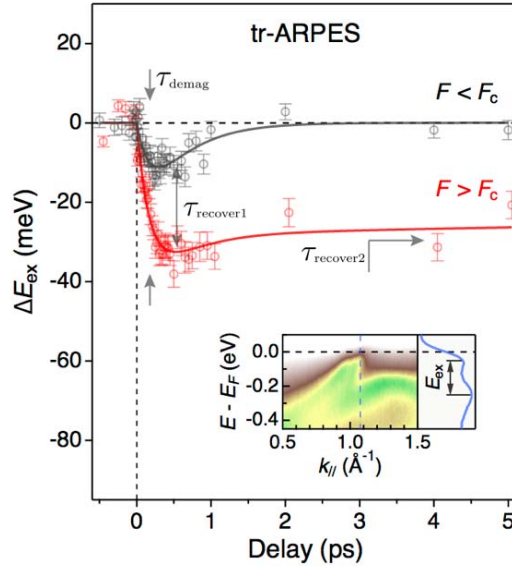 tr-ARPES
20
0
-20
-40
-60
-80
ΔE_ex (meV)
τ_demag
F < F_c
τ_recover1
F > F_c
τ_recover2
0.0
-0.2
-0.4
E - E_F (eV)
E_ex
0.5 1.0 1.5
k_// (Å⁻¹)
0 1 2 3 4 5
Delay (ps)